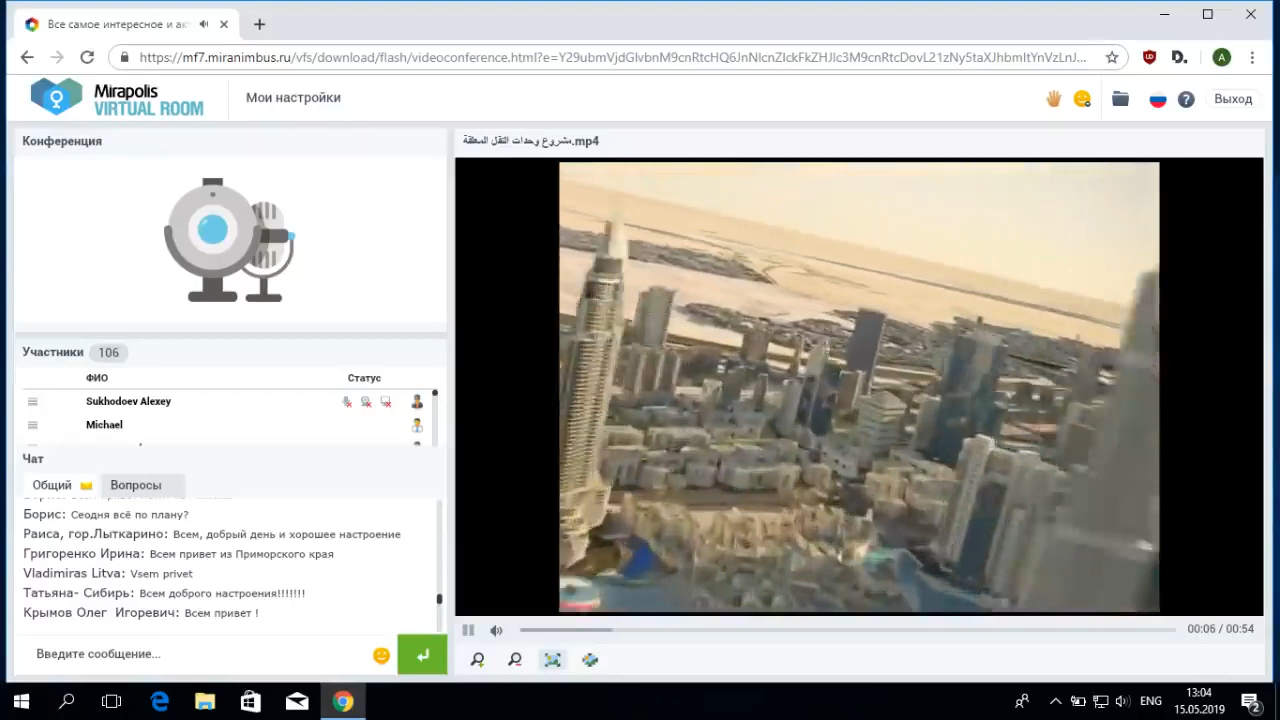 Все самое интересное и ак
https://mf7.miranimbus.ru/vfs/download/flash/videoconference.html?e=Y29ubmVjdGlvbnM9cnRtcHQ6JnNlcnZlckFkZHJlc3M9cnRtcDovL21zNy5taXJhbmltYnVzLnJ...
A
Mirapolis
VIRTUAL ROOM
Мои настройки
Выход
Конференция
مشروع وحدات النقل المعلقة.mp4
Участники 106
ФИО Статус
Sukhodoev Alexey
Michael
Чат
Общий Вопросы
Борис: Сеодня всё по плану?
Раиса, гор.Лыткарино: Всем, добрый день и хорошее настроение
Григоренко Ирина: Всем привет из Приморского края
Vladimiras Litva: Vsem privet
Татьяна- Сибирь: Всем доброго настроения!!!!!!!
Крымов Олег Игоревич: Всем привет !
Введите сообщение...
00:06 / 00:54
ENG
13:04
15.05.2019
2